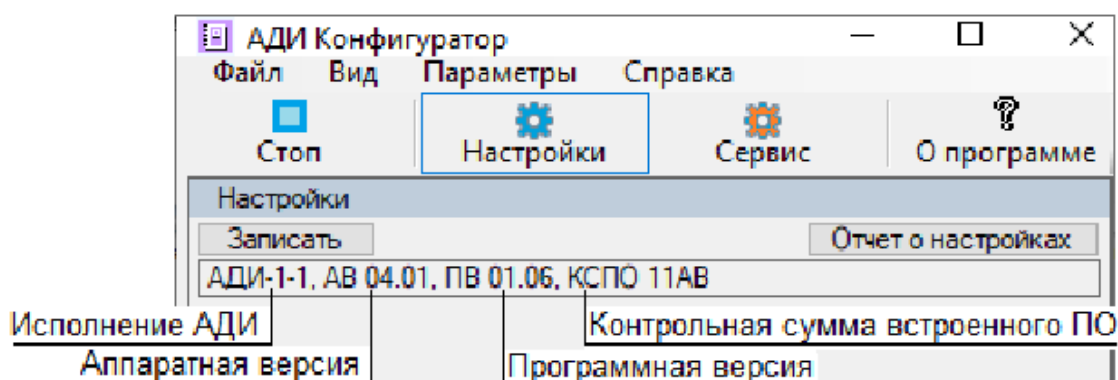 АДИ Конфигуратор
Файл Вид Параметры Справка
Стоп Настройки Сервис О программе
Настройки
Записать Отчет о настройках
АДИ-1-1, АВ 04.01, ПВ 01.06, КСПО 11АВ
Исполнение АДИ Контрольная сумма встроенного ПО
Аппаратная версия Программная версия